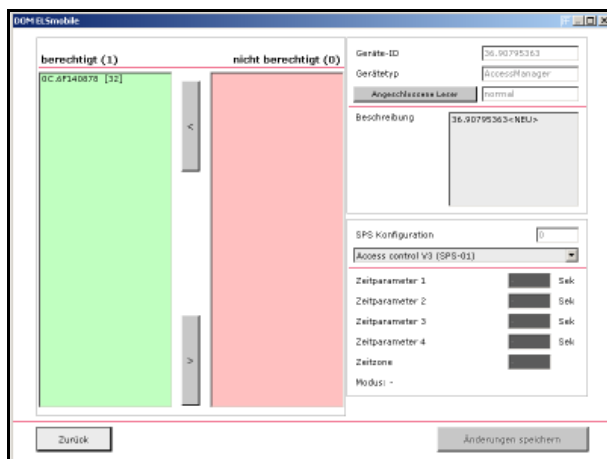 DOM ELSmobile
berechtigt (1)
nicht berechtigt (0)
0C.6F140878 [32]
<
>
Geräte-ID
36.90795363
Gerätetyp
AccessManager
Angeschlossene Leser
normal
Beschreibung
36.90795363<NEU>
SPS Konfiguration
0
Access control V3 (SPS-01)
Zeitparameter 1
Sek
Zeitparameter 2
Sek
Zeitparameter 3
Sek
Zeitparameter 4
Sek
Zeitzone
Modus: -
Zurück
Änderungen speichern